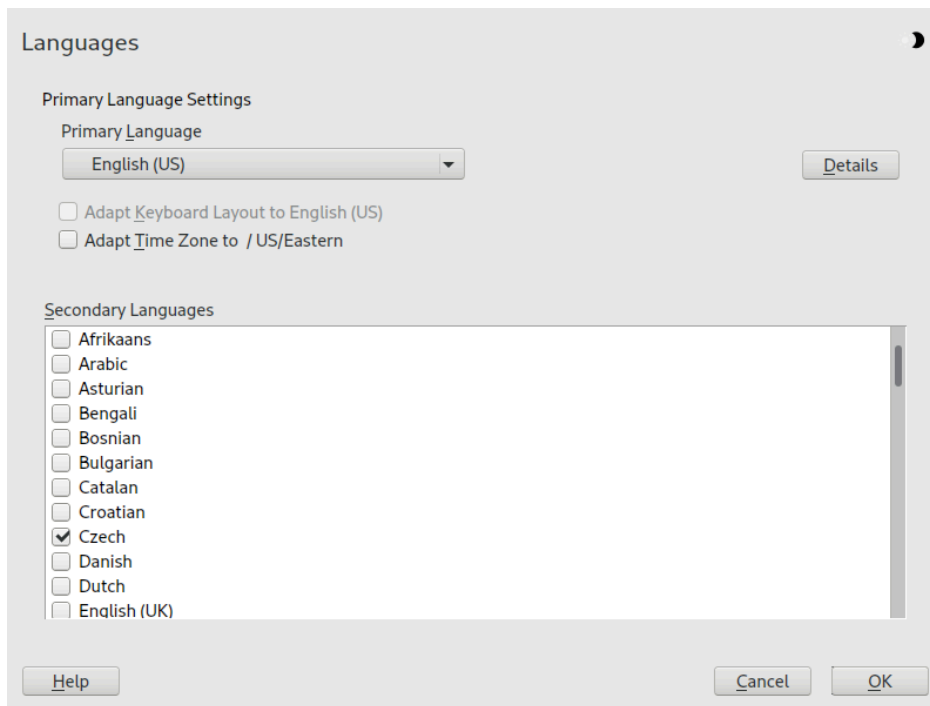 Languages
Primary Language Settings
Primary Language
English (US)
Details
Adapt Keyboard Layout to English (US)
Adapt Time Zone to / US/Eastern
Secondary Languages
Afrikaans
Arabic
Asturian
Bengali
Bosnian
Bulgarian
Catalan
Croatian
Czech
Danish
Dutch
English (UK)
Help
Cancel
OK